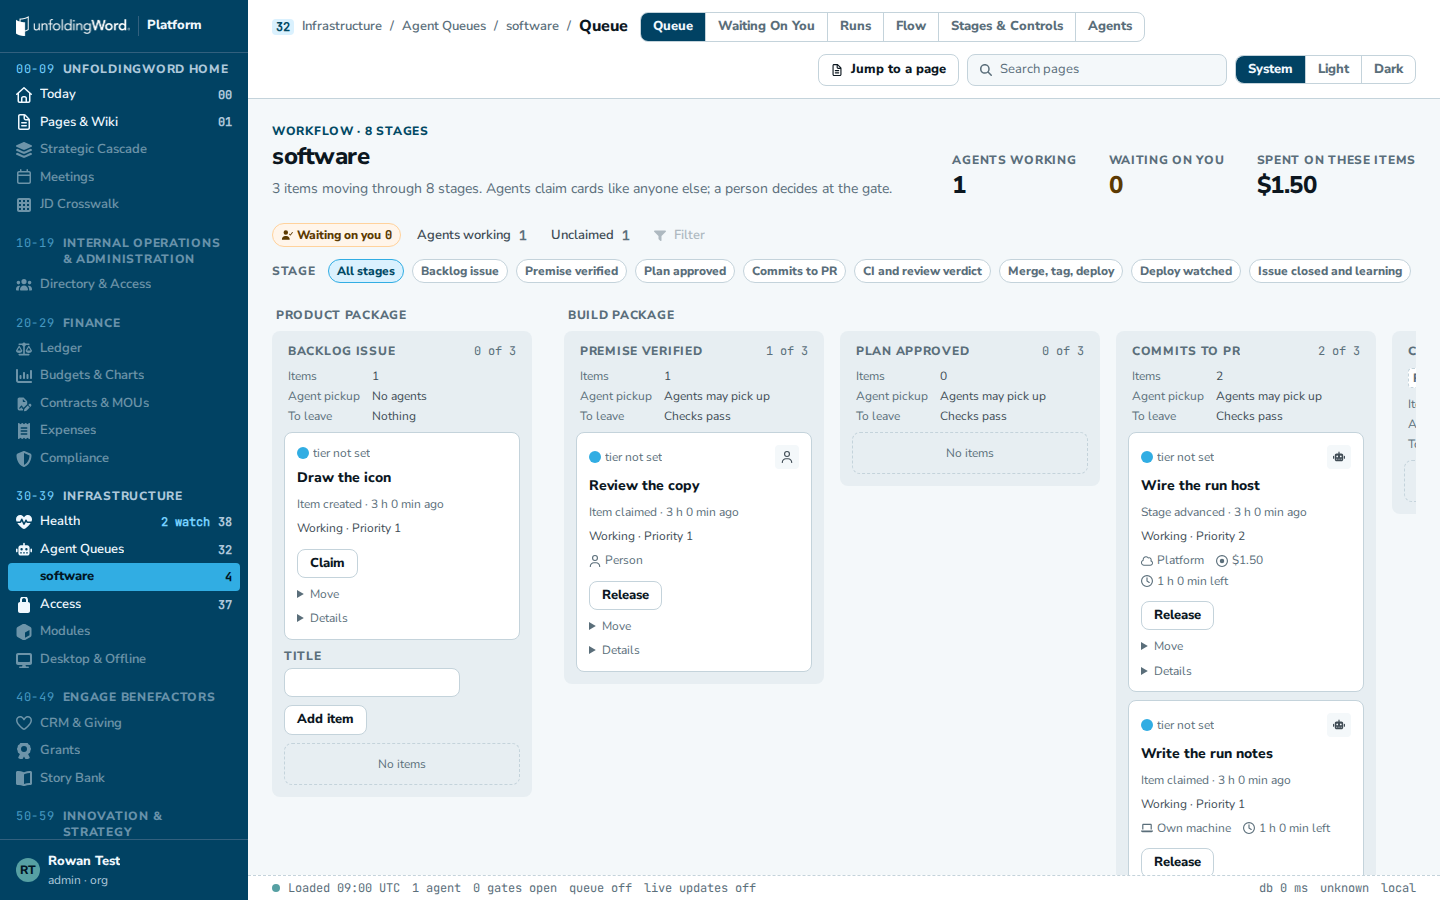 unfoldingWord. Platform
00-09 UNFOLDINGWORD HOME
Today 00
Pages & Wiki 01
Strategic Cascade
Meetings
JD Crosswalk
10-19 INTERNAL OPERATIONS
& ADMINISTRATION
Directory & Access
20-29 FINANCE
Ledger
Budgets & Charts
Contracts & MOUs
Expenses
Compliance
30-39 INFRASTRUCTURE
Health 2 watch 38
Agent Queues 32
software 4
Access 37
Modules
Desktop & Offline
40-49 ENGAGE BENEFACTORS
CRM & Giving
Grants
Story Bank
50-59 INNOVATION &
STRATEGY
RT Rowan Test
admin · org
32 Infrastructure / Agent Queues / software / Queue
Queue Waiting On You Runs Flow Stages & Controls Agents
Jump to a page Search pages System Light Dark
WORKFLOW · 8 STAGES
software
3 items moving through 8 stages. Agents claim cards like anyone else; a person decides at the gate.
AGENTS WORKING WAITING ON YOU SPENT ON THESE ITEMS
1 0 $1.50
Waiting on you 0 Agents working 1 Unclaimed 1 Filter
STAGE All stages Backlog issue Premise verified Plan approved Commits to PR CI and review verdict Merge, tag, deploy Deploy watched Issue closed and learning
PRODUCT PACKAGE
BACKLOG ISSUE 0 of 3
Items 1
Agent pickup No agents
To leave Nothing
tier not set
Draw the icon
Item created · 3 h 0 min ago
Working · Priority 1
Claim
Move
Details
TITLE
Add item
No items
BUILD PACKAGE
PREMISE VERIFIED 1 of 3
Items 1
Agent pickup Agents may pick up
To leave Checks pass
tier not set
Review the copy
Item claimed · 3 h 0 min ago
Working · Priority 1
Person
Release
Move
Details
PLAN APPROVED 0 of 3
Items 0
Agent pickup Agents may pick up
To leave Checks pass
No items
COMMITS TO PR 2 of 3
Items 2
Agent pickup Agents may pick up
To leave Checks pass
tier not set
Wire the run host
Stage advanced · 3 h 0 min ago
Working · Priority 2
Platform $1.50
1 h 0 min left
Release
Move
Details
tier not set
Write the run notes
Item claimed · 3 h 0 min ago
Working · Priority 1
Own machine 1 h 0 min left
Release
Loaded 09:00 UTC 1 agent 0 gates open queue off live updates off
db 0 ms unknown local